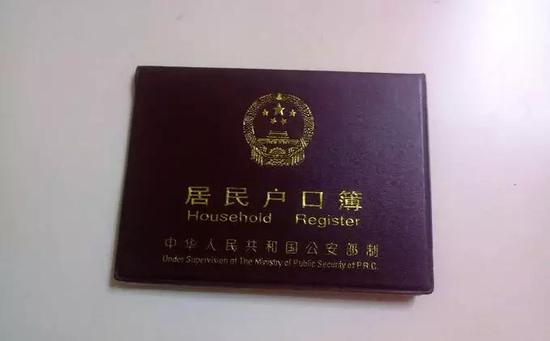 居民户口簿
Household Register
中华人民共和国公安部制
Under Supervision of The Ministry of Public Security of P.R.C.